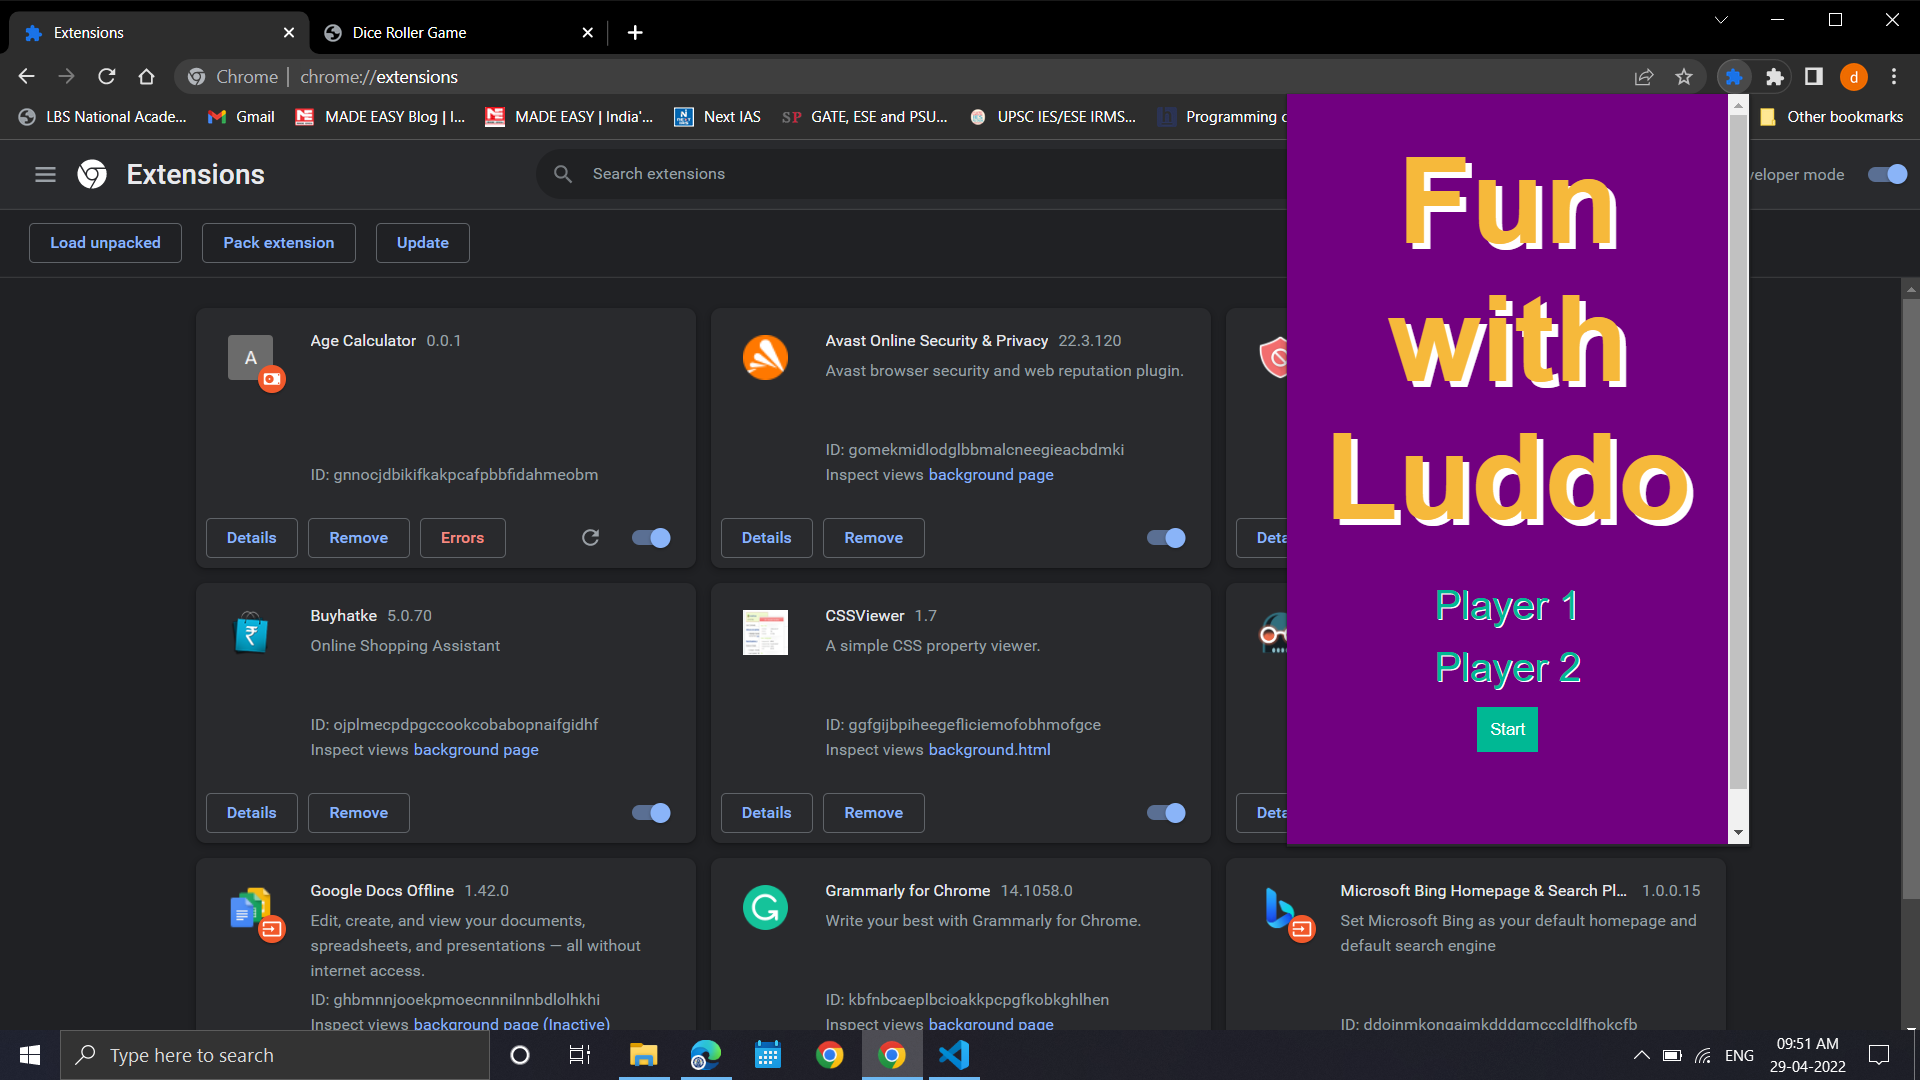 Extensions
Dice Roller Game
Chrome | chrome://extensions
d
LBS National Acade...
Gmail
MADE EASY Blog | I...
MADE EASY | India'...
Next IAS
GATE, ESE and PSU...
UPSC IES/ESE IRMS...
Programming
Other bookmarks
Extensions
Search extensions
veloper mode
Load unpacked
Pack extension
Update
Fun
with
Luddo
Player 1
Player 2
Start
A
Age Calculator 0.0.1
ID: gnnocjdbikifkakpcafpbbfidahmeobm
Details
Remove
Errors
Avast Online Security & Privacy 22.3.120
Avast browser security and web reputation plugin.
ID: gomekmidlodglbbmalcneegieacbdmki
Inspect views background page
Details
Remove
Deta
Buyhatke 5.0.70
Online Shopping Assistant
ID: ojplmecpdpgccookcobabopnaifgidhf
Inspect views background page
Details
Remove
CSSViewer 1.7
A simple CSS property viewer.
ID: ggfgijbpiheegefliciemofobhmofgce
Inspect views background.html
Details
Remove
Deta
Google Docs Offline 1.42.0
Edit, create, and view your documents,
spreadsheets, and presentations — all without
internet access.
ID: ghbmnnjooekpmoecnnnilnnbdlolhkhi
Inspect views background page (Inactive)
Grammarly for Chrome 14.1058.0
Write your best with Grammarly for Chrome.
ID: kbfnbcaeplbcioakkpcpgfkobkghlhen
Inspect views background page
Microsoft Bing Homepage & Search Pl... 1.0.0.15
Set Microsoft Bing as your default homepage and
default search engine
Type here to search
ENG
09:51 AM
29-04-2022